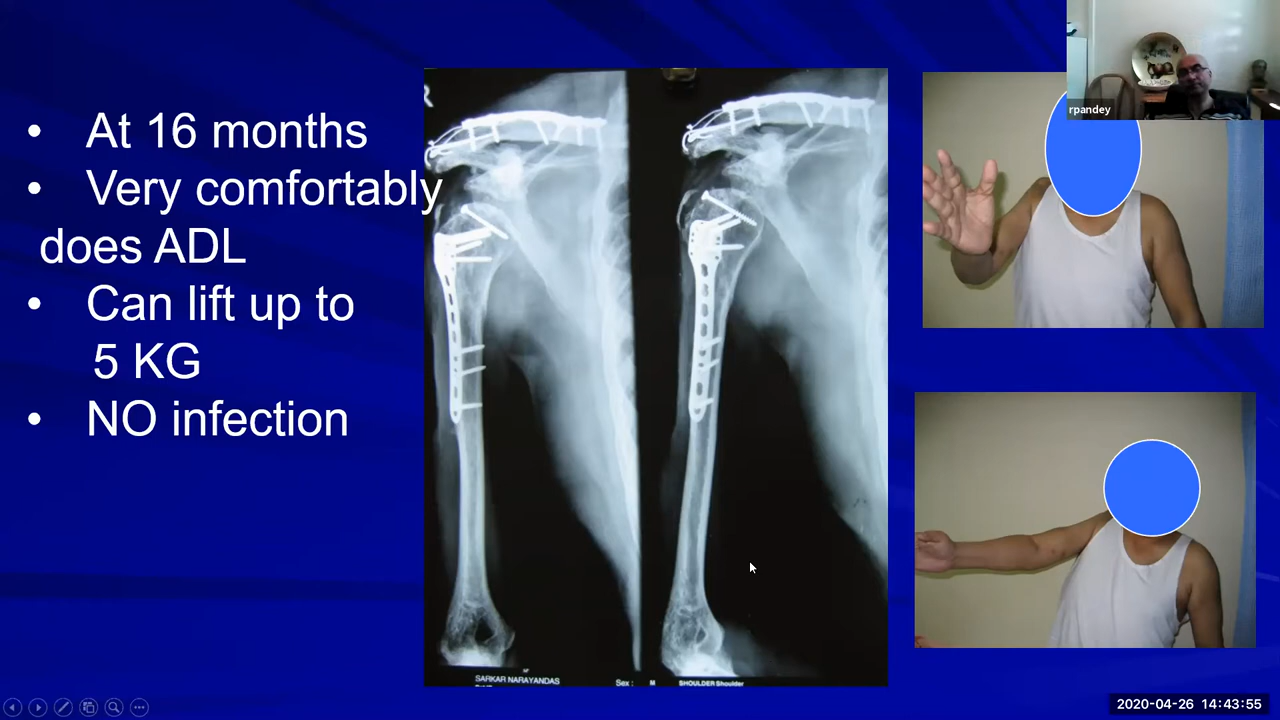 • At 16 months
• Very comfortably
does ADL
• Can lift up to
5 KG
• NO infection
R
SARKAR NARAYANDAS
Sex : M SHOULDER Shoulder
rpandey
2020-04-26 14:43:55